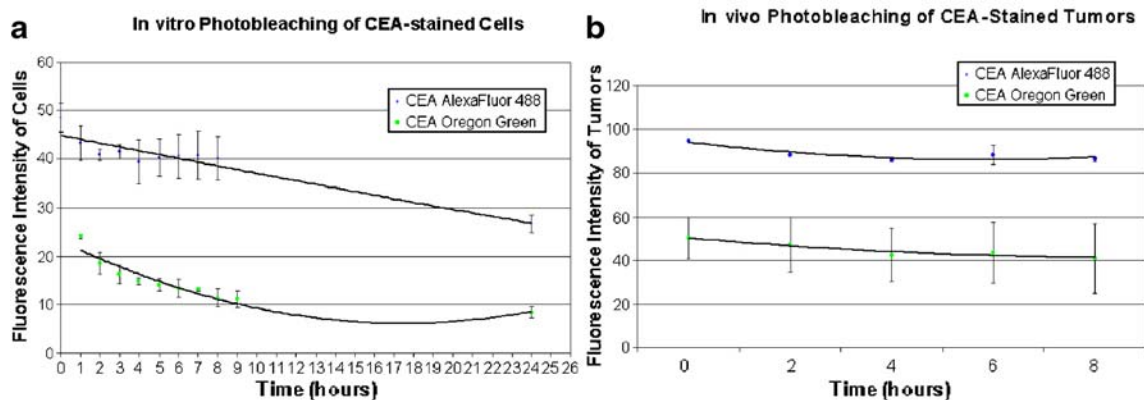 a
In vitro Photobleaching of CEA-stained Cells
Fluorescence Intensity of Cells
60
50
40
30
20
10
0
CEA AlexaFluor 488
CEA Oregon Green
0 1 2 3 4 5 6 7 8 9 10 11 12 13 14 15 16 17 18 19 20 21 22 23 24 25 26
Time (hours)
b
In vivo Photobleaching of CEA-Stained Tumors
Fluorescence Intensity of Tumors
120
100
80
60
40
20
0
CEA AlexaFluor 488
CEA Oregon Green
0 2 4 6 8
Time (hours)